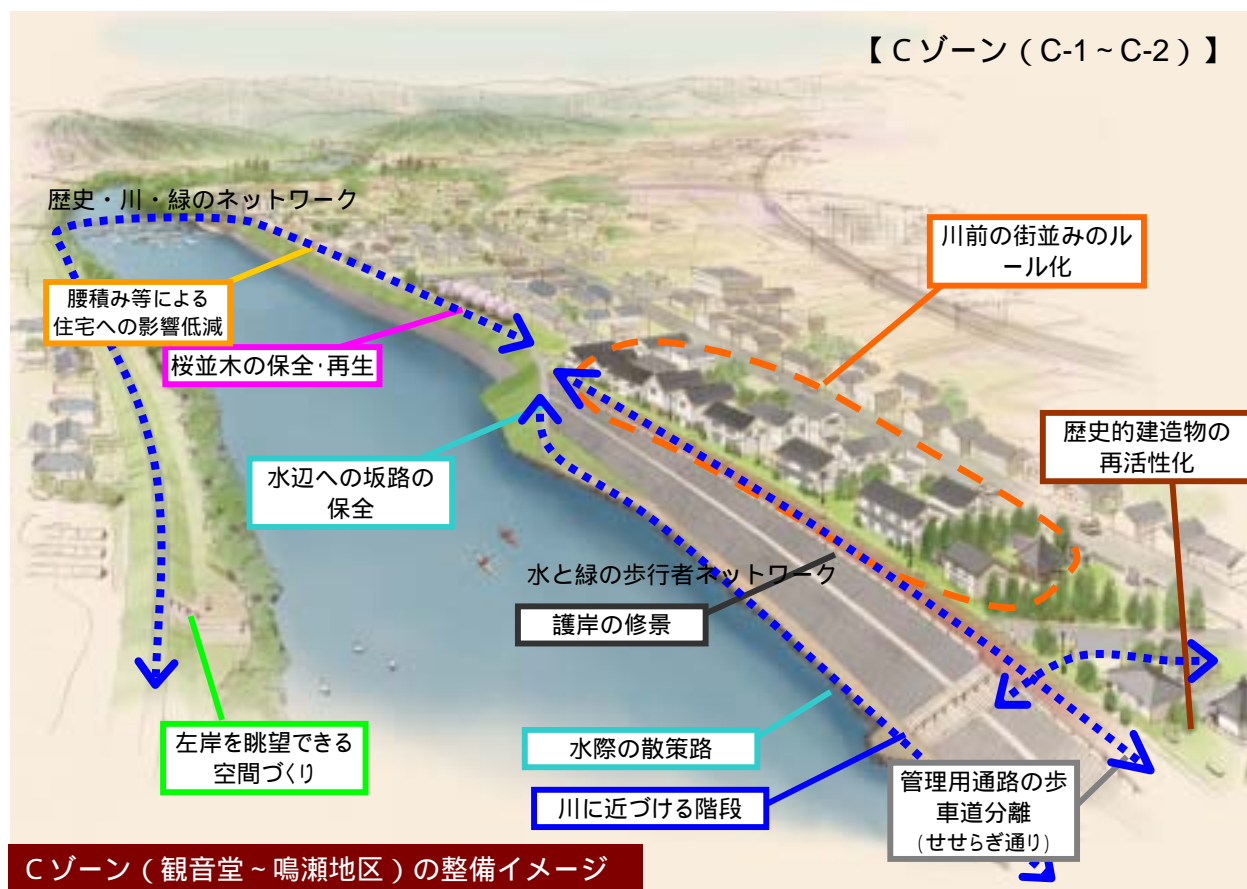 【Cゾーン（C-1～C-2）】
歴史・川・緑のネットワーク
川前の街並みのル
ール化
腰積み等による
住宅への影響低減
桜並木の保全・再生
歴史的建造物の
再活性化
水辺への坂路の
保全
水と緑の歩行者ネットワーク
護岸の修景
左岸を眺望できる
空間づくり
水際の散策路
川に近づける階段
管理用通路の歩
車道分離
（せせらぎ通り）
Cゾーン（観音堂～鳴瀬地区）の整備イメージ